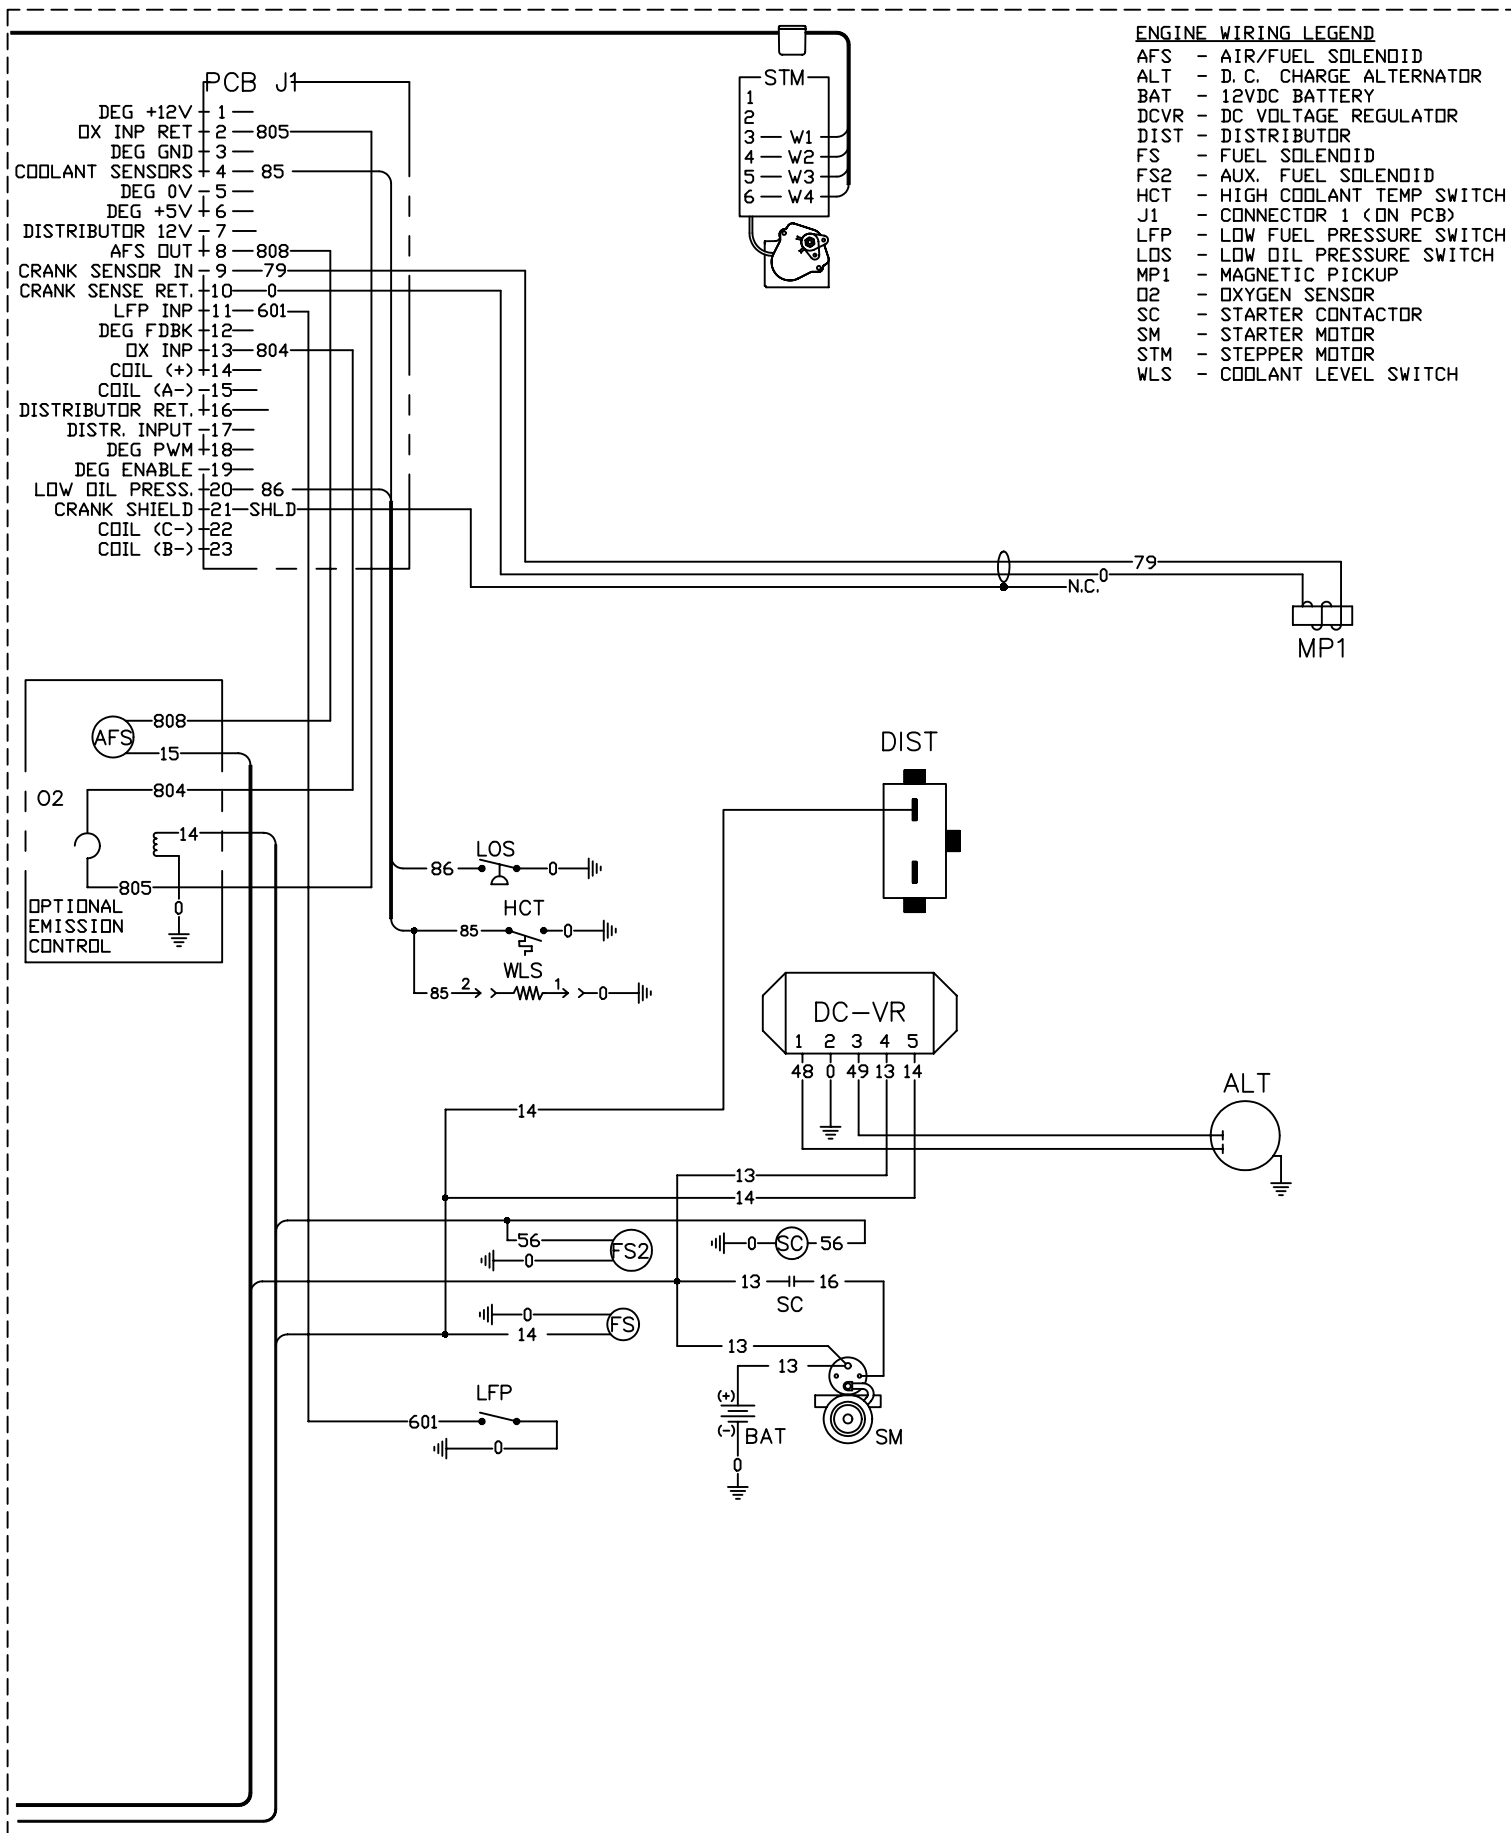 ENGINE WIRING LEGEND
AFS - AIR/FUEL SOLENOID
ALT - D.C. CHARGE ALTERNATOR
BAT - 12VDC BATTERY
DCVR - DC VOLTAGE REGULATOR
DIST - DISTRIBUTOR
FS - FUEL SOLENOID
FS2 - AUX. FUEL SOLENOID
HCT - HIGH COOLANT TEMP SWITCH
J1 - CONNECTOR 1 (ON PCB)
LFP - LOW FUEL PRESSURE SWITCH
LOS - LOW OIL PRESSURE SWITCH
MP1 - MAGNETIC PICKUP
O2 - OXYGEN SENSOR
SC - STARTER CONTACTOR
SM - STARTER MOTOR
STM - STEPPER MOTOR
WLS - COOLANT LEVEL SWITCH
PCB J1
DEG +12V 1
OX INP RET 2 805
DEG GND 3
COOLANT SENSORS 4 85
DEG 0V 5
DEG +5V 6
DISTRIBUTOR 12V 7
AFS OUT 8 808
CRANK SENSOR IN 9 79
CRANK SENSE RET. 10 0
LFP INP 11 601
DEG FDBK 12
OX INP 13 804
COIL (+) 14
COIL (A-) 15
DISTRIBUTOR RET. 16
DISTR. INPUT 17
DEG PWM 18
DEG ENABLE 19
LOW OIL PRESS. 20 86
CRANK SHIELD 21 SHLD
COIL (C-) 22
COIL (B-) 23
STM
1
2
3 W1
4 W2
5 W3
6 W4
79
0
N.C.
MP1
AFS
808
15
O2
804
14
805
0
OPTIONAL
EMISSION
CONTROL
DIST
LOS
86 0
HCT
85 0
WLS
85 2 1 0
DC-VR
1 2 3 4 5
48 0 49 13 14
ALT
14
13
14
56
0
FS2
0 SC 56
13 16
SC
0
14
FS
13
13
(+)
(-)
BAT
0
SM
LFP
601
0